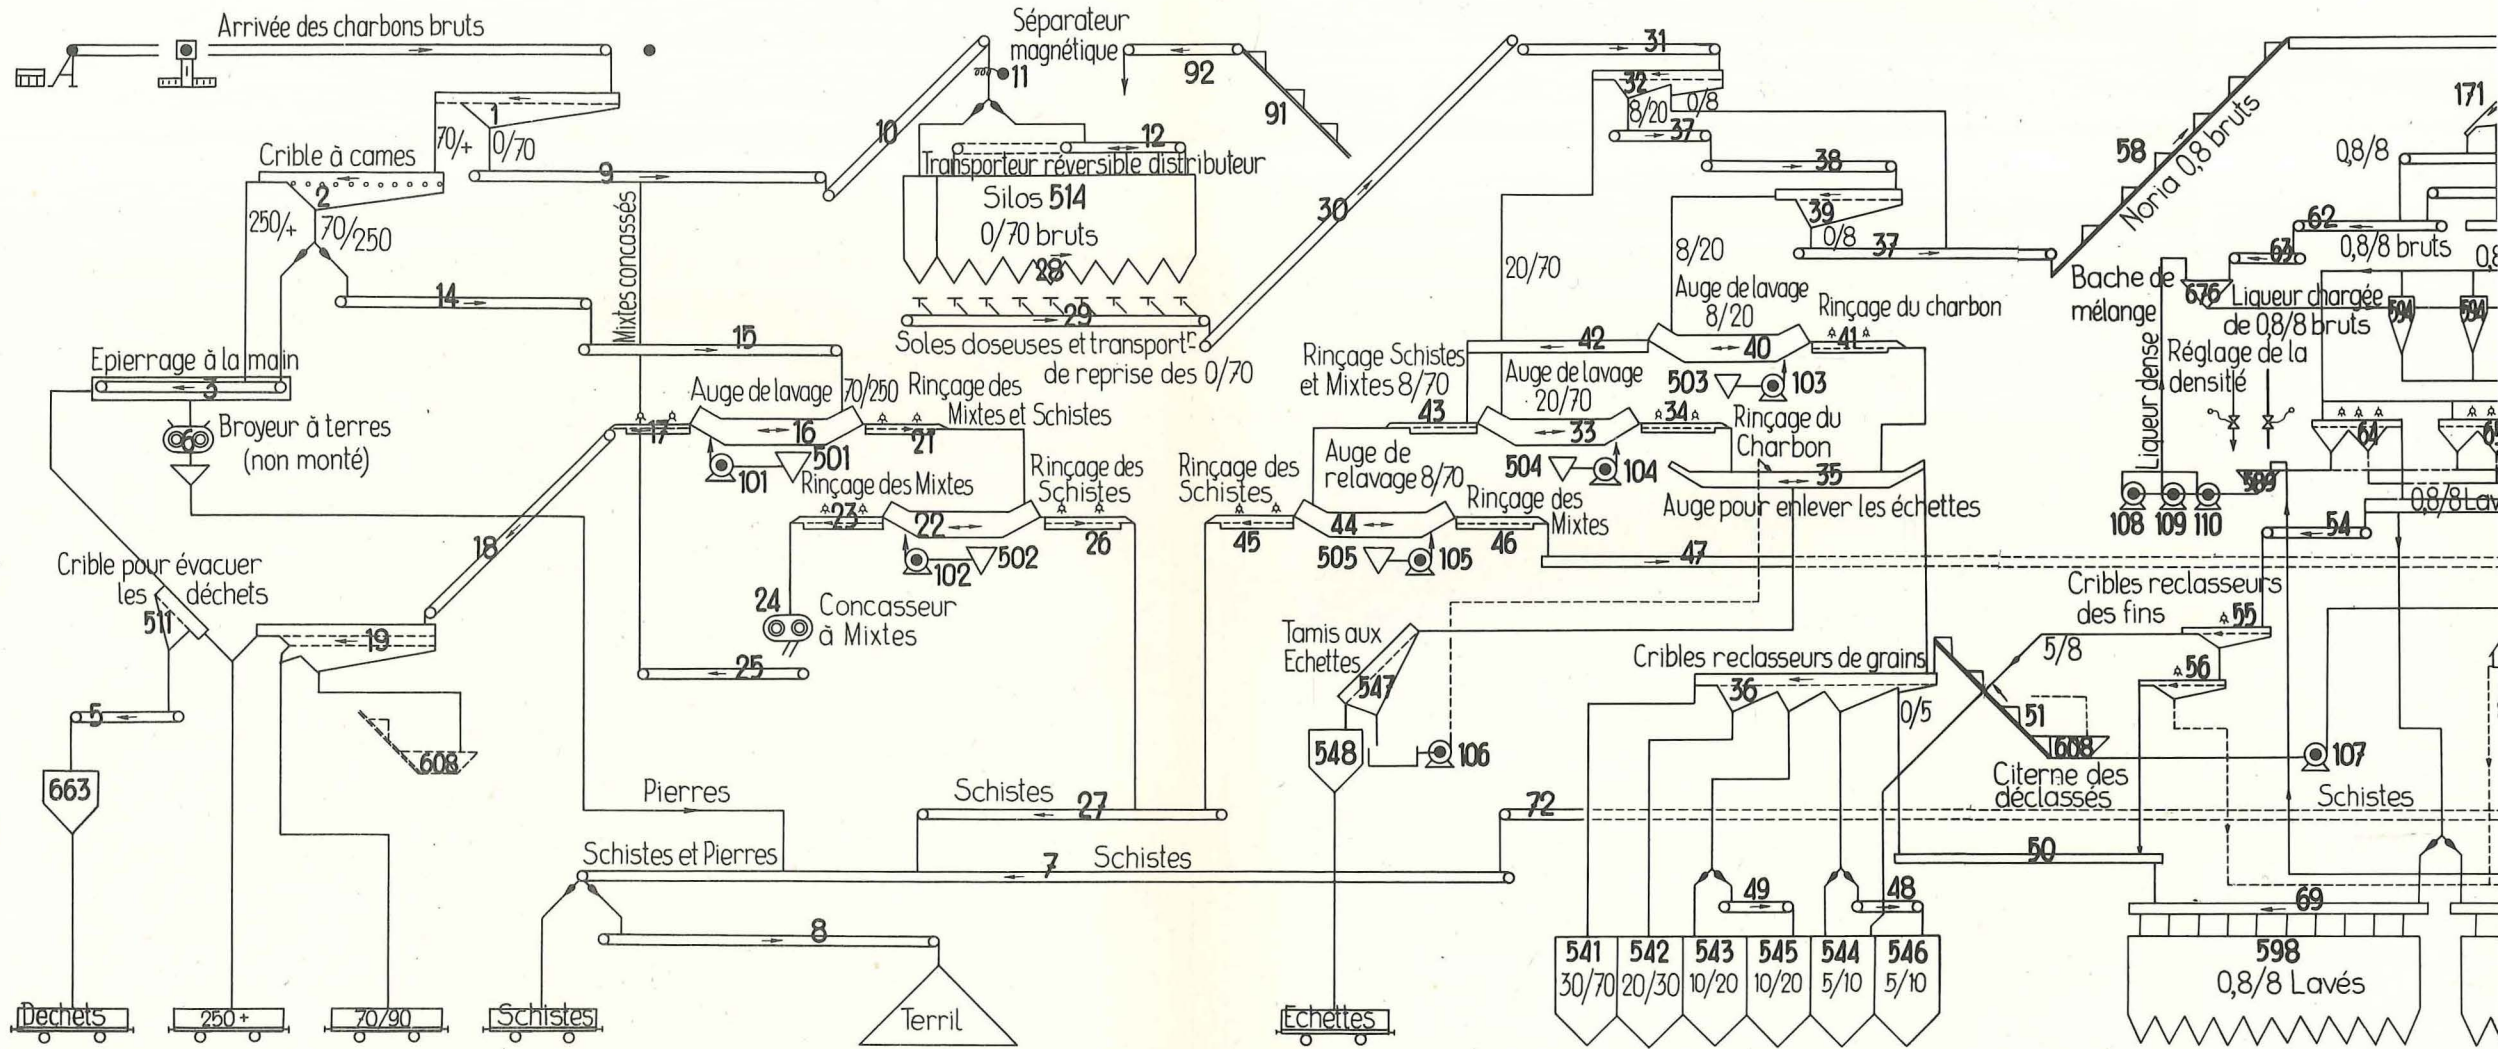 Arrivée des charbons bruts
Séparateur
magnétique
92
91
11
10
12
Transporteur réversible distributeur
Silos 514
0/70 bruts
28
29
Soles doseuses et transportr
de reprise des 0/70
1
70/+
0/70
Crible à cames
2
250/+
70/250
9
Mixtes concassés
14
15
Epierrage à la main
3
6
Broyeur à terres
(non monté)
Auge de lavage
70/250
Rinçage des
Mixtes et Schistes
17
16
21
101
501
Rinçage des Mixtes
Rinçage des
Schistes
23
22
26
102
502
18
24
Concasseur
à Mixtes
25
Crible pour évacuer
les déchets
511
19
5
608
663
Pierres
Schistes
27
Schistes et Pierres
7
Schistes
72
8
Dechets
250 +
70/90
Schistes
Terril
30
31
32
8/20
0/8
37
38
39
0/8
37
20/70
8/20
Auge de lavage
8/20
Rinçage du charbon
42
40
41
503
103
Rinçage Schistes
et Mixtes 8/70
Auge de lavage
20/70
43
33
34
Rinçage du
Charbon
504
104
35
Auge pour enlever les échettes
Rinçage des
Schistes
Auge de
relavage 8/70
Rinçage des
Mixtes
45
44
46
505
105
47
Tamis aux
Echettes
547
548
106
Echettes
Cribles reclasseurs de grains
36
0/5
49
48
541
30/70
542
20/30
543
10/20
545
10/20
544
5/10
546
5/10
58
Noria 0,8 bruts
171
0,8/8
62
0,8/8 bruts
63
Bache de
mélange
676
Liqueur chargée
de 0,8/8 bruts
594
594
Liqueur dense
Réglage de la
densitlé
64
589
108
109
110
0,8/8 Lav
54
Cribles reclasseurs
des fins
55
5/8
56
51
608
107
Citerne des
déclassés
Schistes
50
69
598
0,8/8 Lavés